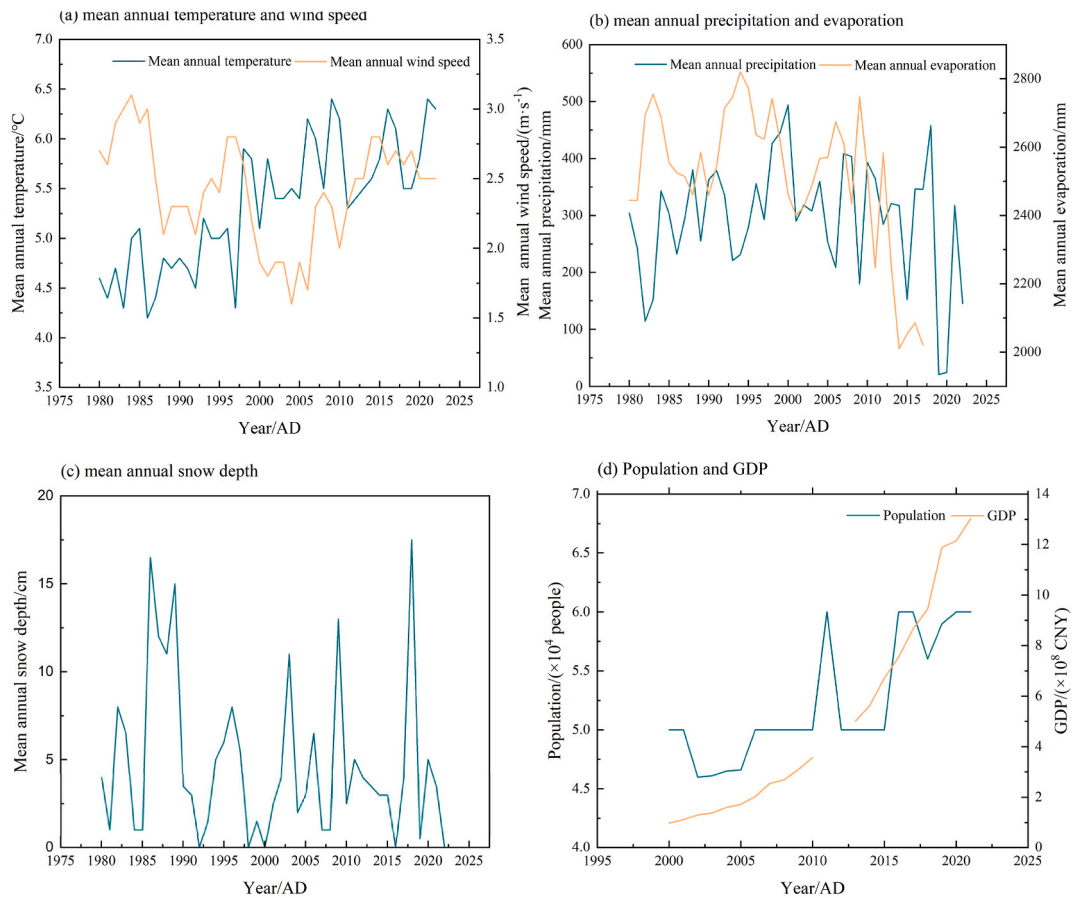 (a) mean annual temperature and wind speed
7.0
6.5
6.0
5.5
5.0
4.5
4.0
3.5
Mean annual temperature/°C
Mean annual temperature
Mean annual wind speed
3.5
3.0
2.5
2.0
1.5
1.0
Mean annual wind speed/(m·s⁻¹)
1975 1980 1985 1990 1995 2000 2005 2010 2015 2020 2025
Year/AD
(b) mean annual precipitation and evaporation
600
500
400
300
200
100
0
Mean annual precipitation/mm
Mean annual precipitation
Mean annual evaporation
2800
2600
2400
2200
2000
Mean annual evaporation/mm
1975 1980 1985 1990 1995 2000 2005 2010 2015 2020 2025
Year/AD
(c) mean annual snow depth
20
15
10
5
0
Mean annual snow depth/cm
1975 1980 1985 1990 1995 2000 2005 2010 2015 2020 2025
Year/AD
(d) Population and GDP
7.0
6.5
6.0
5.5
5.0
4.5
4.0
Population/(×10⁴ people)
Population
GDP
14
12
10
8
6
4
2
0
GDP/(×10⁸ CNY)
1995 2000 2005 2010 2015 2020 2025
Year/AD